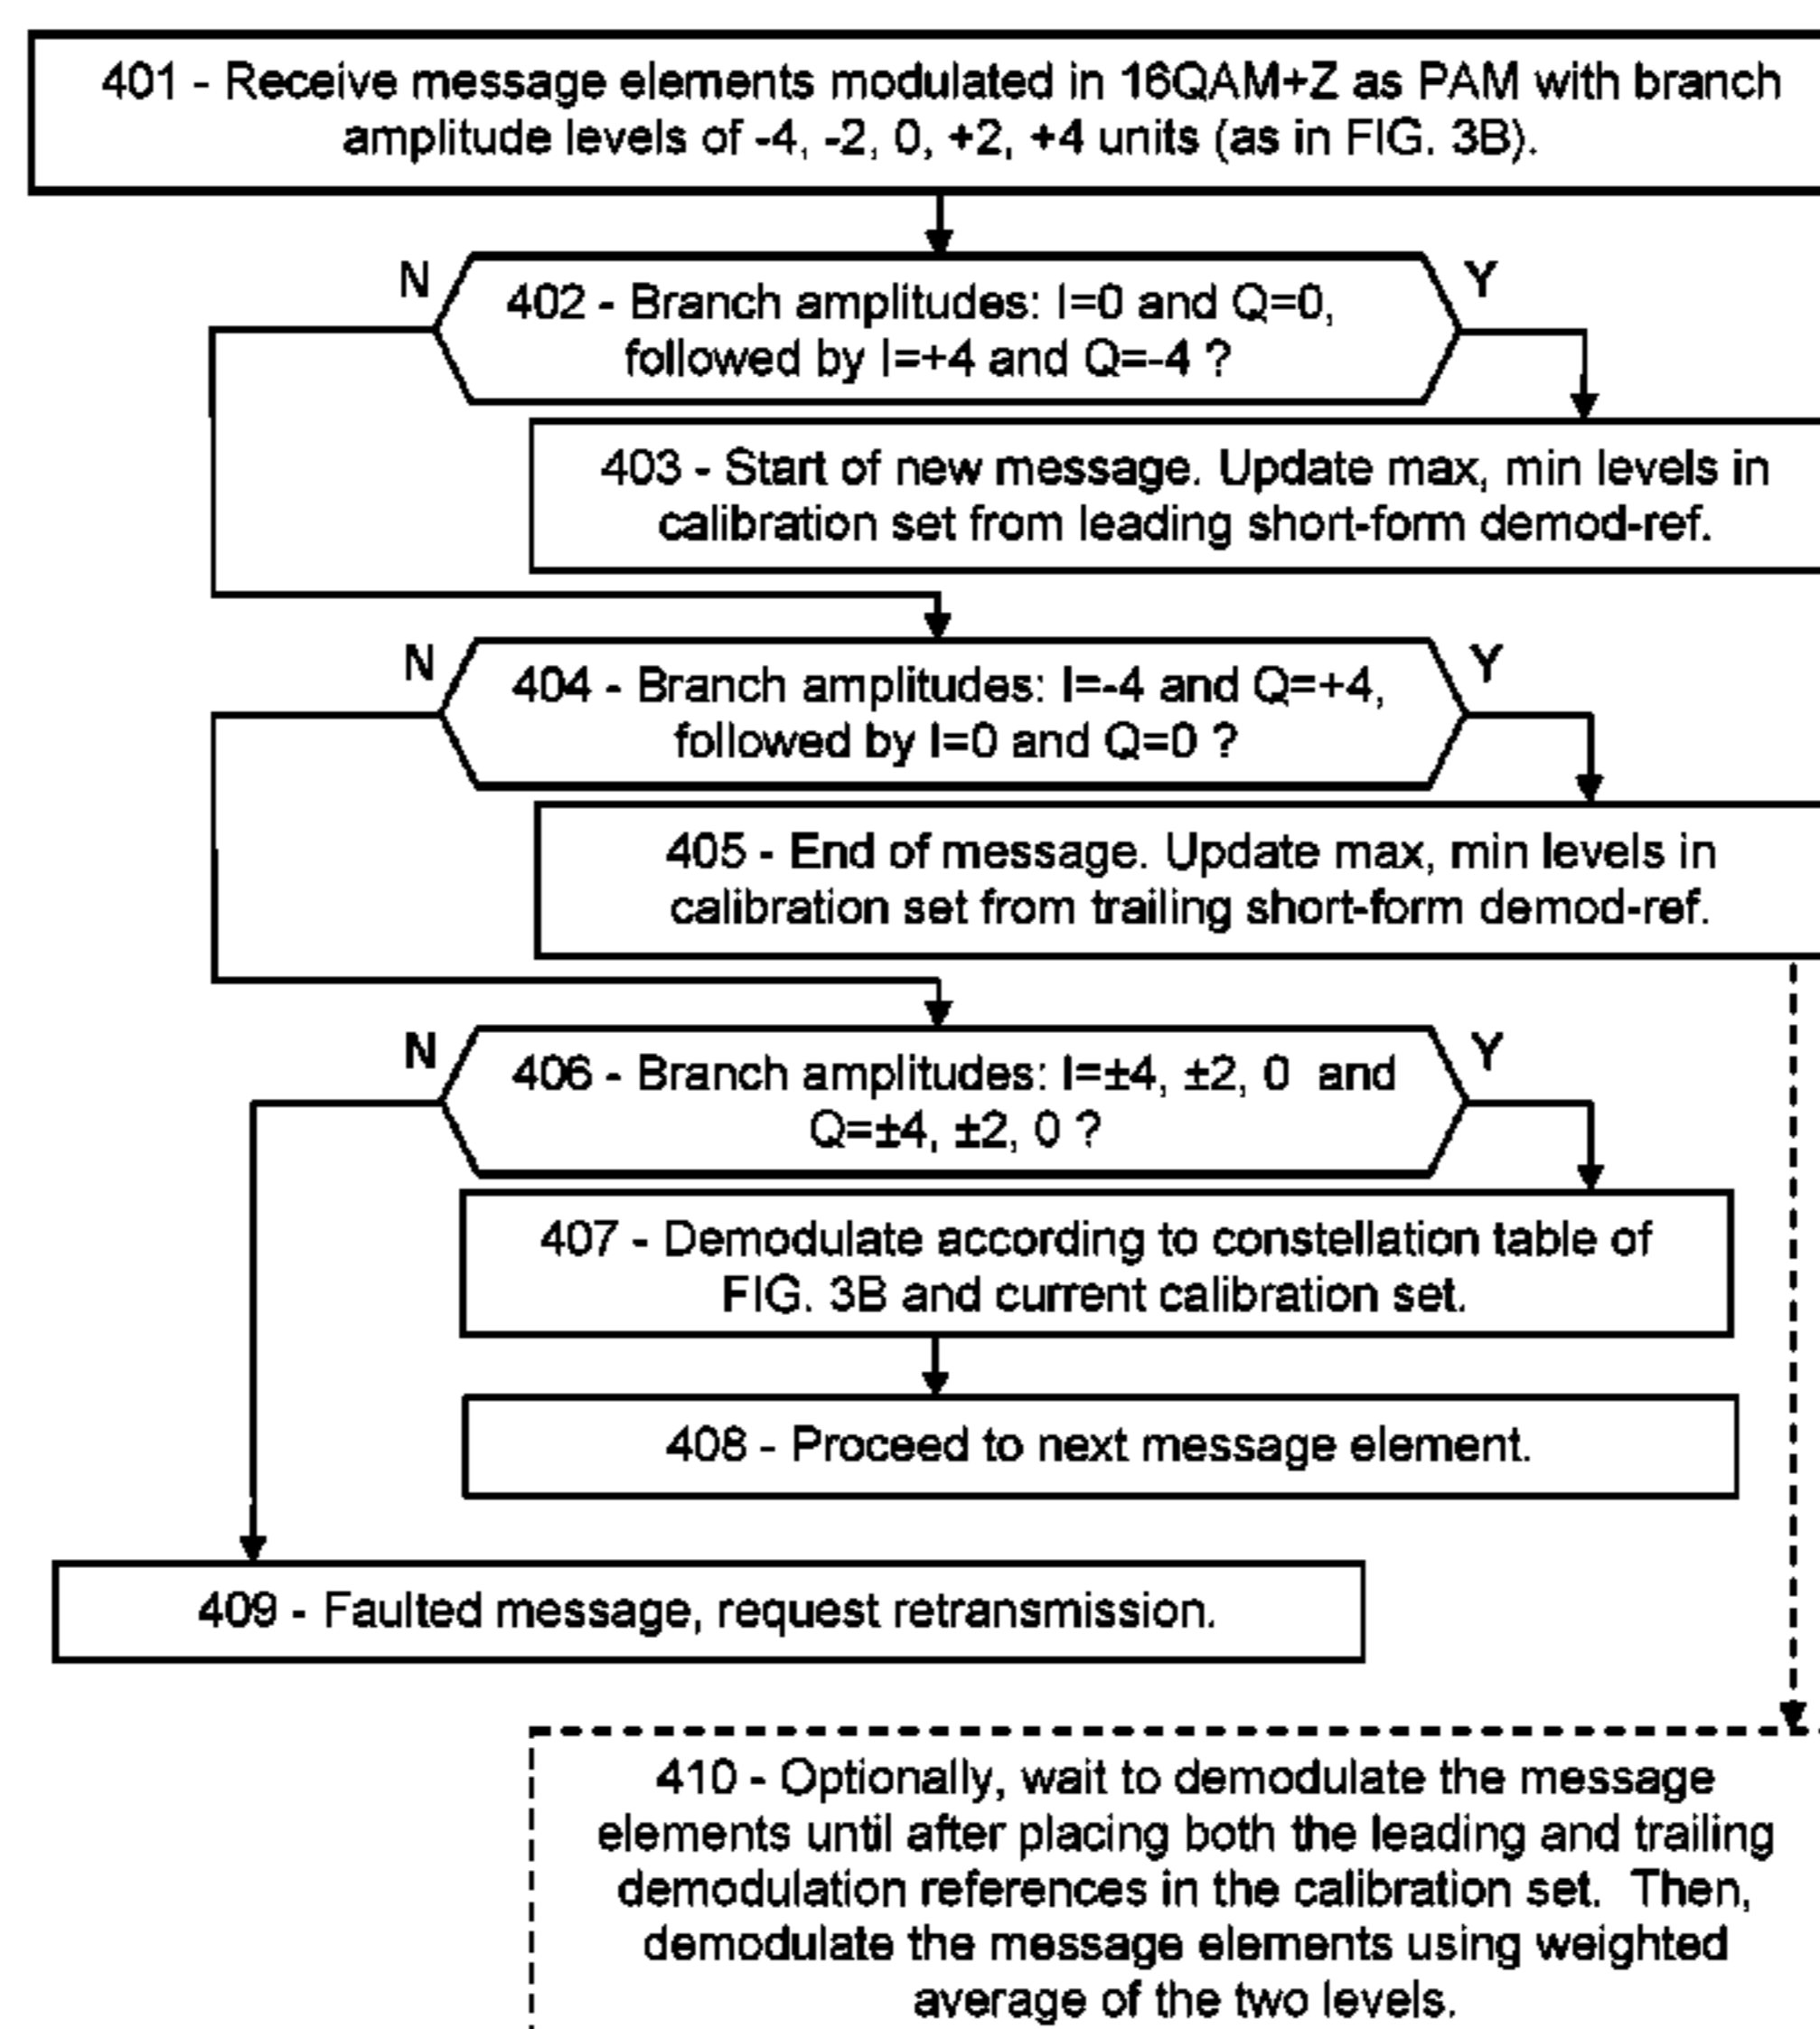 401 - Receive message elements modulated in 16QAM+Z as PAM with branch
amplitude levels of -4, -2, 0, +2, +4 units (as in FIG. 3B).
N
Y
402 - Branch amplitudes: I=0 and Q=0,
followed by I=+4 and Q=-4 ?
403 - Start of new message. Update max, min levels in
calibration set from leading short-form demod-ref.
N
Y
404 - Branch amplitudes: I=-4 and Q=+4,
followed by I=0 and Q=0 ?
405 - End of message. Update max, min levels in
calibration set from trailing short-form demod-ref.
N
Y
406 - Branch amplitudes: I=±4, ±2, 0 and
Q=±4, ±2, 0 ?
407 - Demodulate according to constellation table of
FIG. 3B and current calibration set.
408 - Proceed to next message element.
409 - Faulted message, request retransmission.
410 - Optionally, wait to demodulate the message
elements until after placing both the leading and trailing
demodulation references in the calibration set. Then,
demodulate the message elements using weighted
average of the two levels.